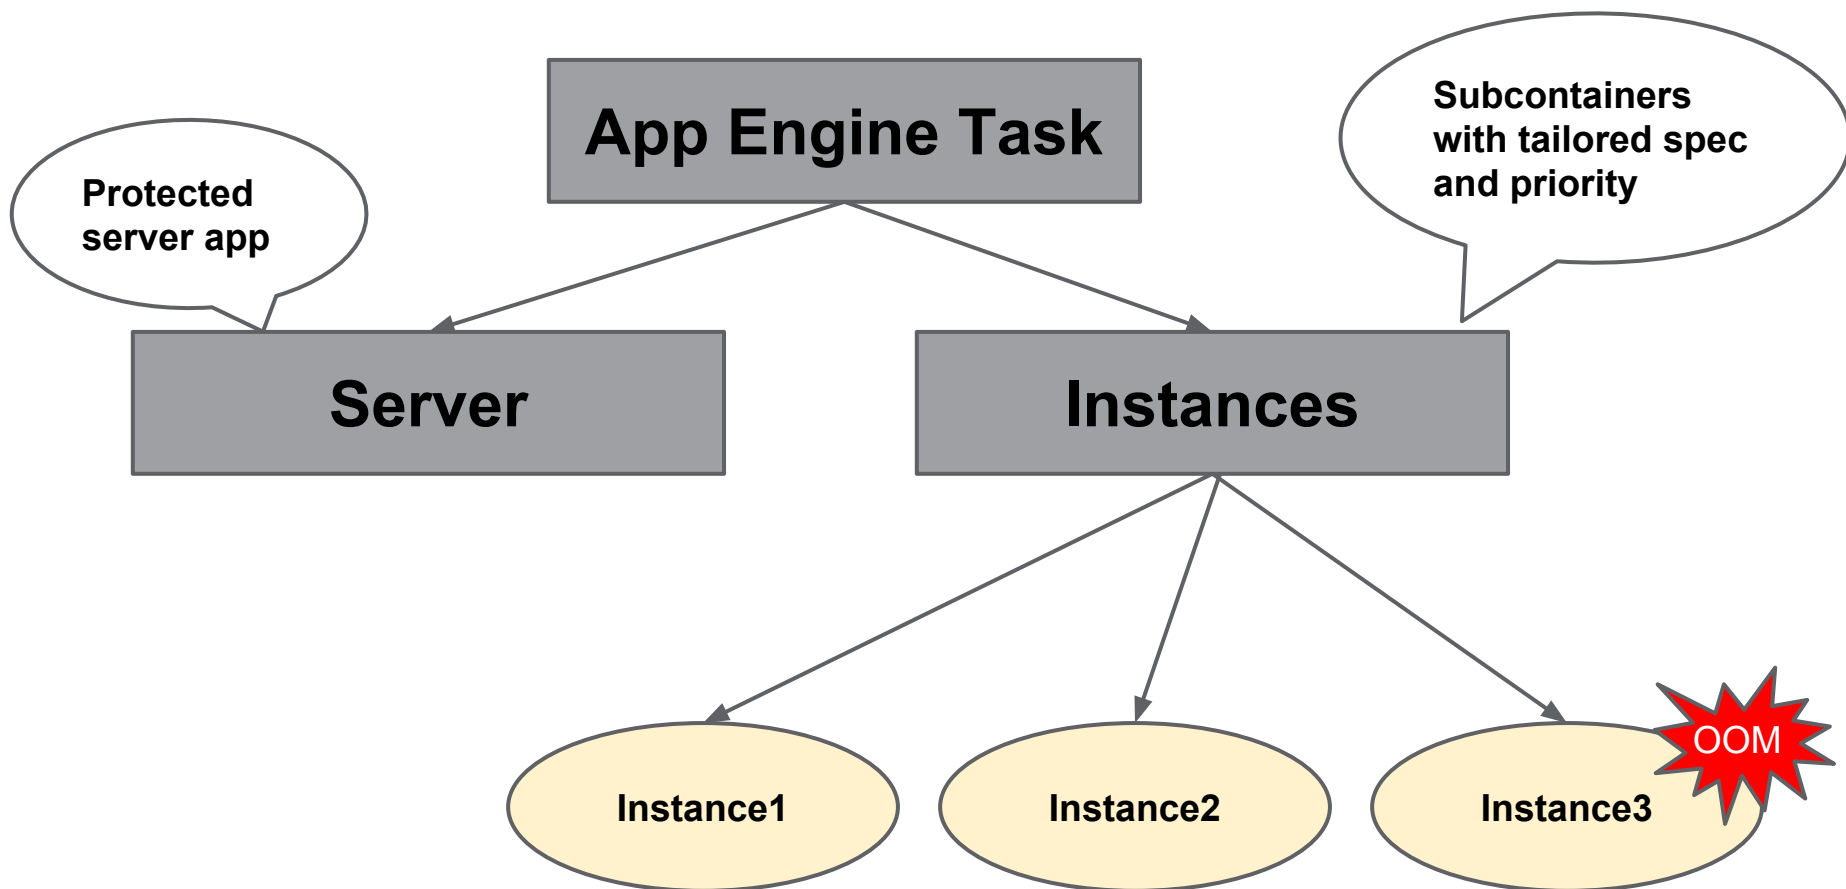 App Engine Task
Subcontainers
with tailored spec
and priority
Protected
server app
Server
Instances
OOM
Instance1
Instance2
Instance3